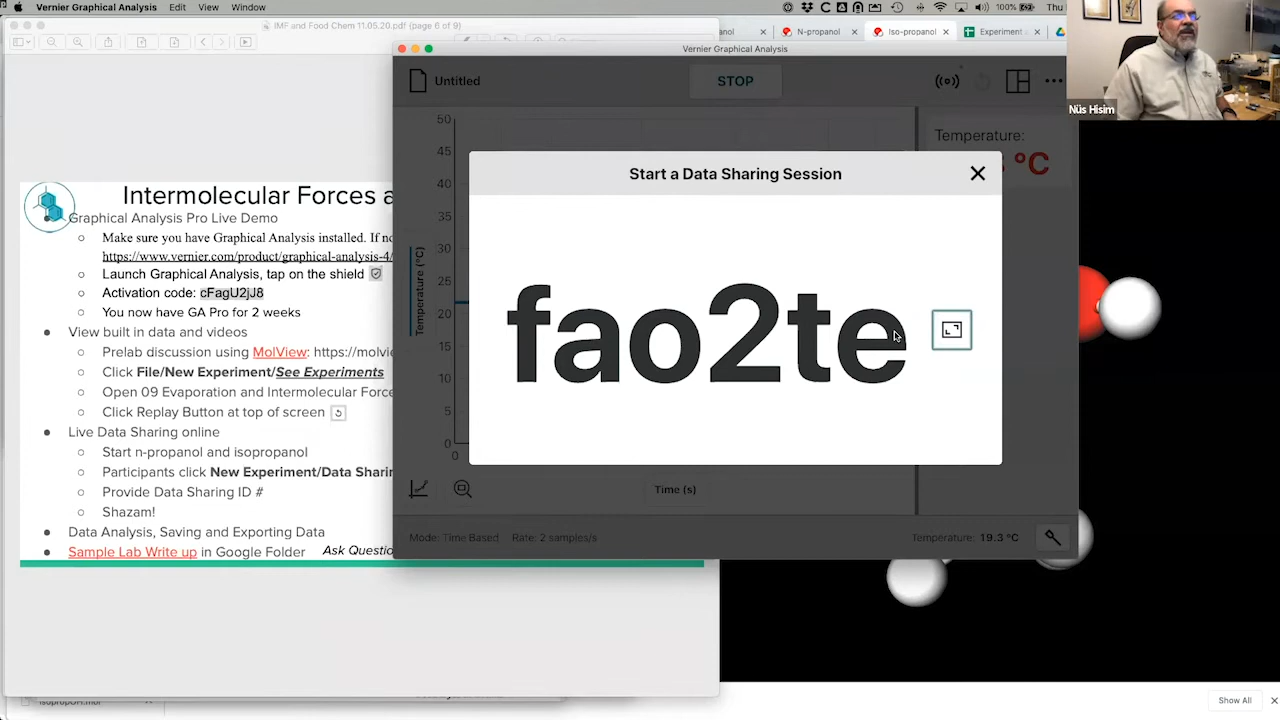 Vernier Graphical Analysis Edit View Window
100% Thu
IMF and Food Chem 11.05.20.pdf (page 6 of 9)
N-propanol Iso-propanol Experiment
Vernier Graphical Analysis
Untitled
STOP
Nüs Hisim
Temperature:
°C
Start a Data Sharing Session
fao2te
50
45
40
35
30
25
20
15
10
5
0
0
Temperature (°C)
Time (s)
Mode: Time Based Rate: 2 samples/s
Temperature: 19.3 °C
Intermolecular Forces a
Graphical Analysis Pro Live Demo
Make sure you have Graphical Analysis installed. If no
https://www.vernier.com/product/graphical-analysis-4/
Launch Graphical Analysis, tap on the shield
Activation code: cFagU2jJ8
You now have GA Pro for 2 weeks
View built in data and videos
Prelab discussion using MolView: https://molvie
Click File/New Experiment/See Experiments
Open 09 Evaporation and Intermolecular Force
Click Replay Button at top of screen
Live Data Sharing online
Start n-propanol and isopropanol
Participants click New Experiment/Data Sharin
Provide Data Sharing ID #
Shazam!
Data Analysis, Saving and Exporting Data
Sample Lab Write up in Google Folder Ask Questio
Show All